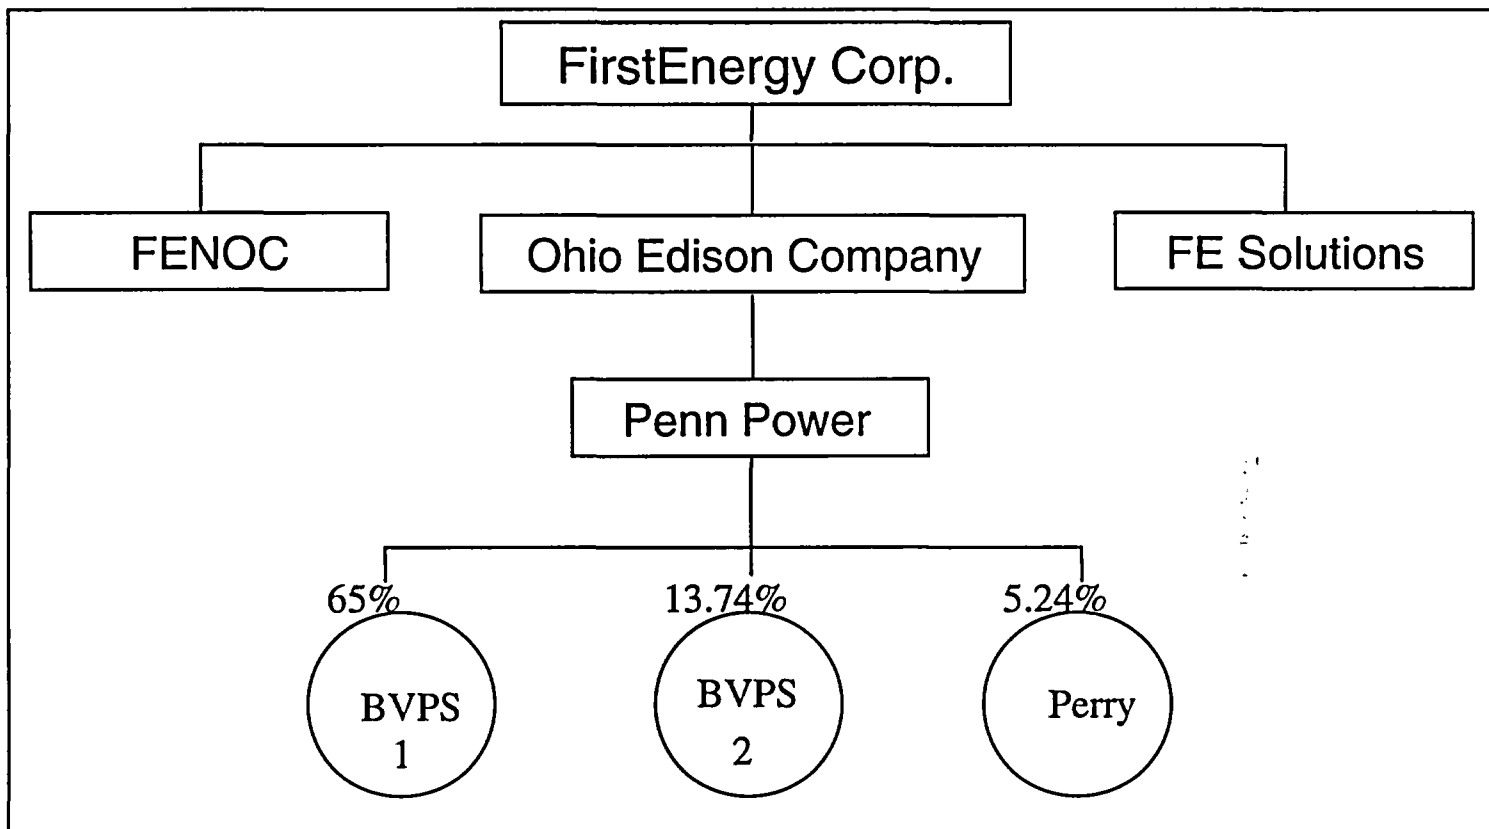 FirstEnergy Corp.
FENOC
Ohio Edison Company
FE Solutions
Penn Power
65%
13.74%
5.24%
BVPS
1
BVPS
2
Perry